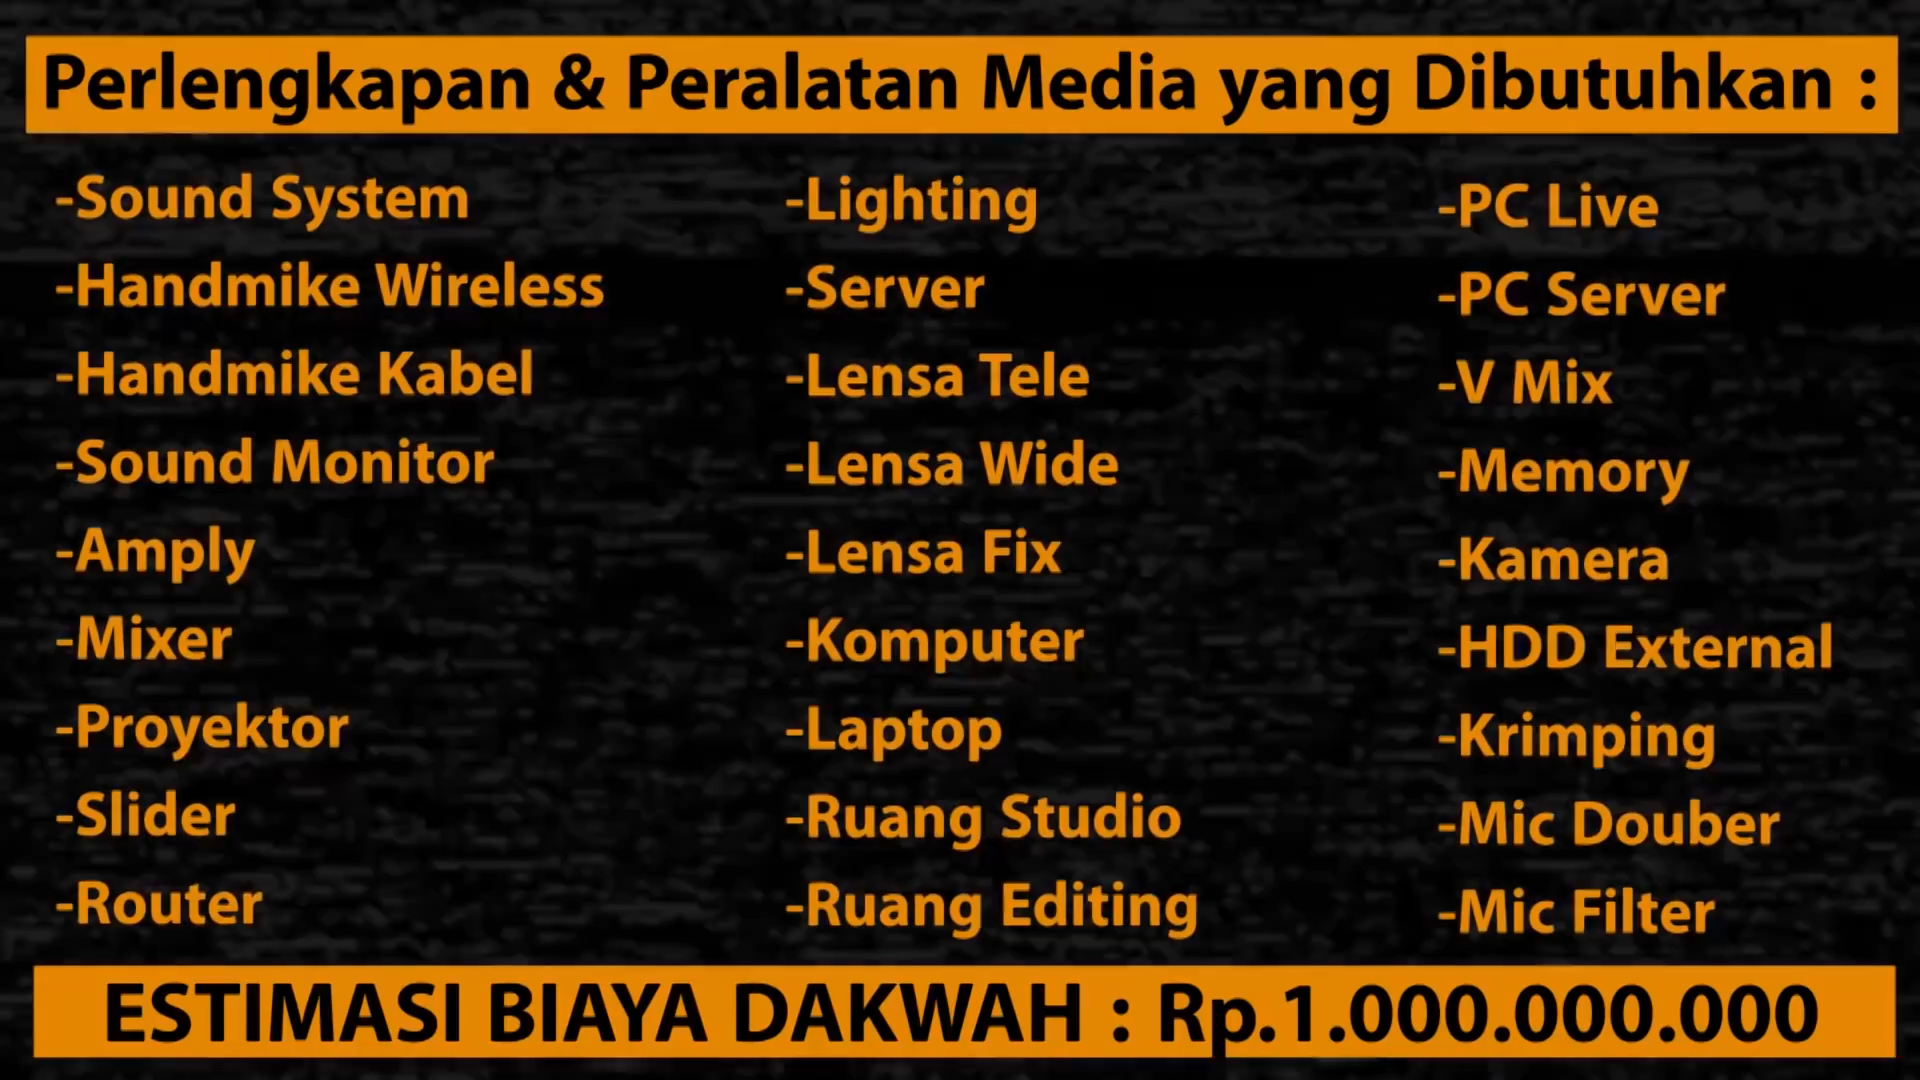 Perlengkapan & Peralatan Media yang Dibutuhkan :
-Sound System
-Handmike Wireless
-Handmike Kabel
-Sound Monitor
-Amply
-Mixer
-Proyektor
-Slider
-Router
-Lighting
-Server
-Lensa Tele
-Lensa Wide
-Lensa Fix
-Komputer
-Laptop
-Ruang Studio
-Ruang Editing
-PC Live
-PC Server
-V Mix
-Memory
-Kamera
-HDD External
-Krimping
-Mic Douber
-Mic Filter
ESTIMASI BIAYA DAKWAH : Rp.1.000.000.000